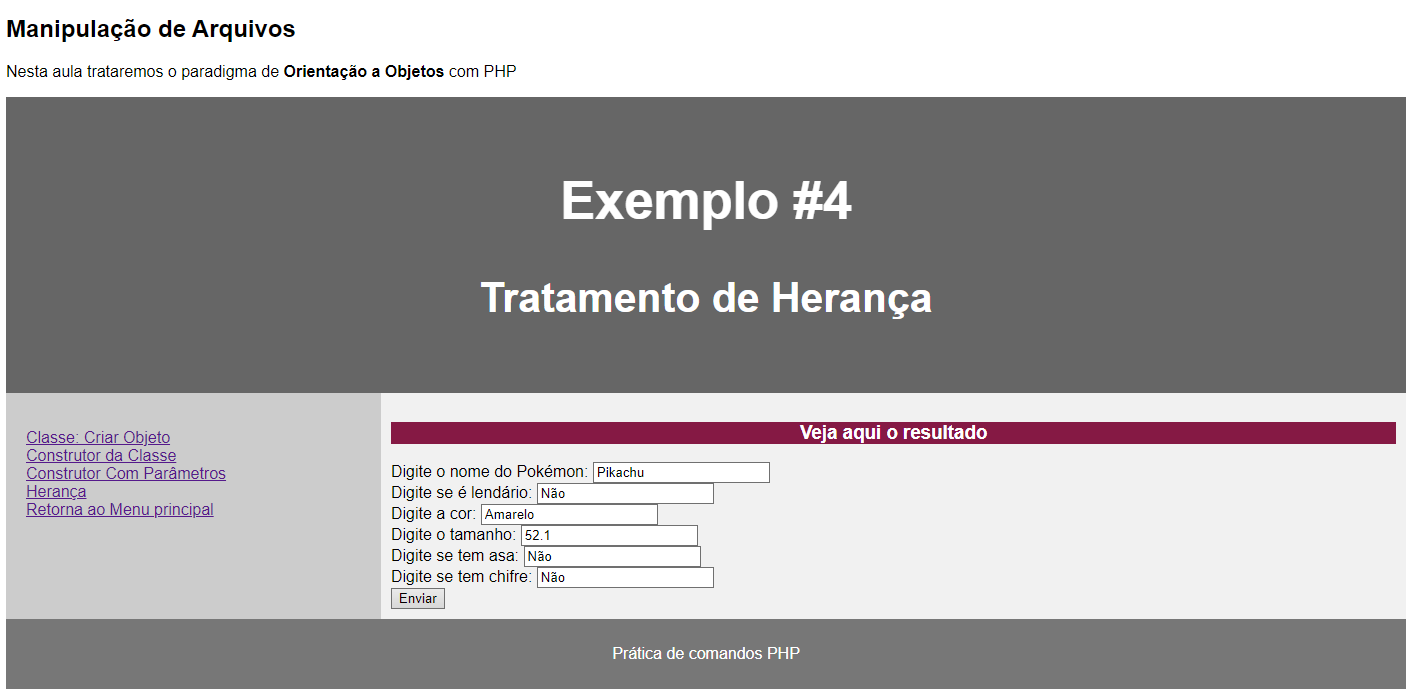 Manipulação de Arquivos
Nesta aula trataremos o paradigma de Orientação a Objetos com PHP
Exemplo #4
Tratamento de Herança
Classe: Criar Objeto
Construtor da Classe
Construtor Com Parâmetros
Herança
Retorna ao Menu principal
Veja aqui o resultado
Digite o nome do Pokémon: Pikachu
Digite se é lendário: Não
Digite a cor: Amarelo
Digite o tamanho: 52.1
Digite se tem asa: Não
Digite se tem chifre: Não
Enviar
Prática de comandos PHP